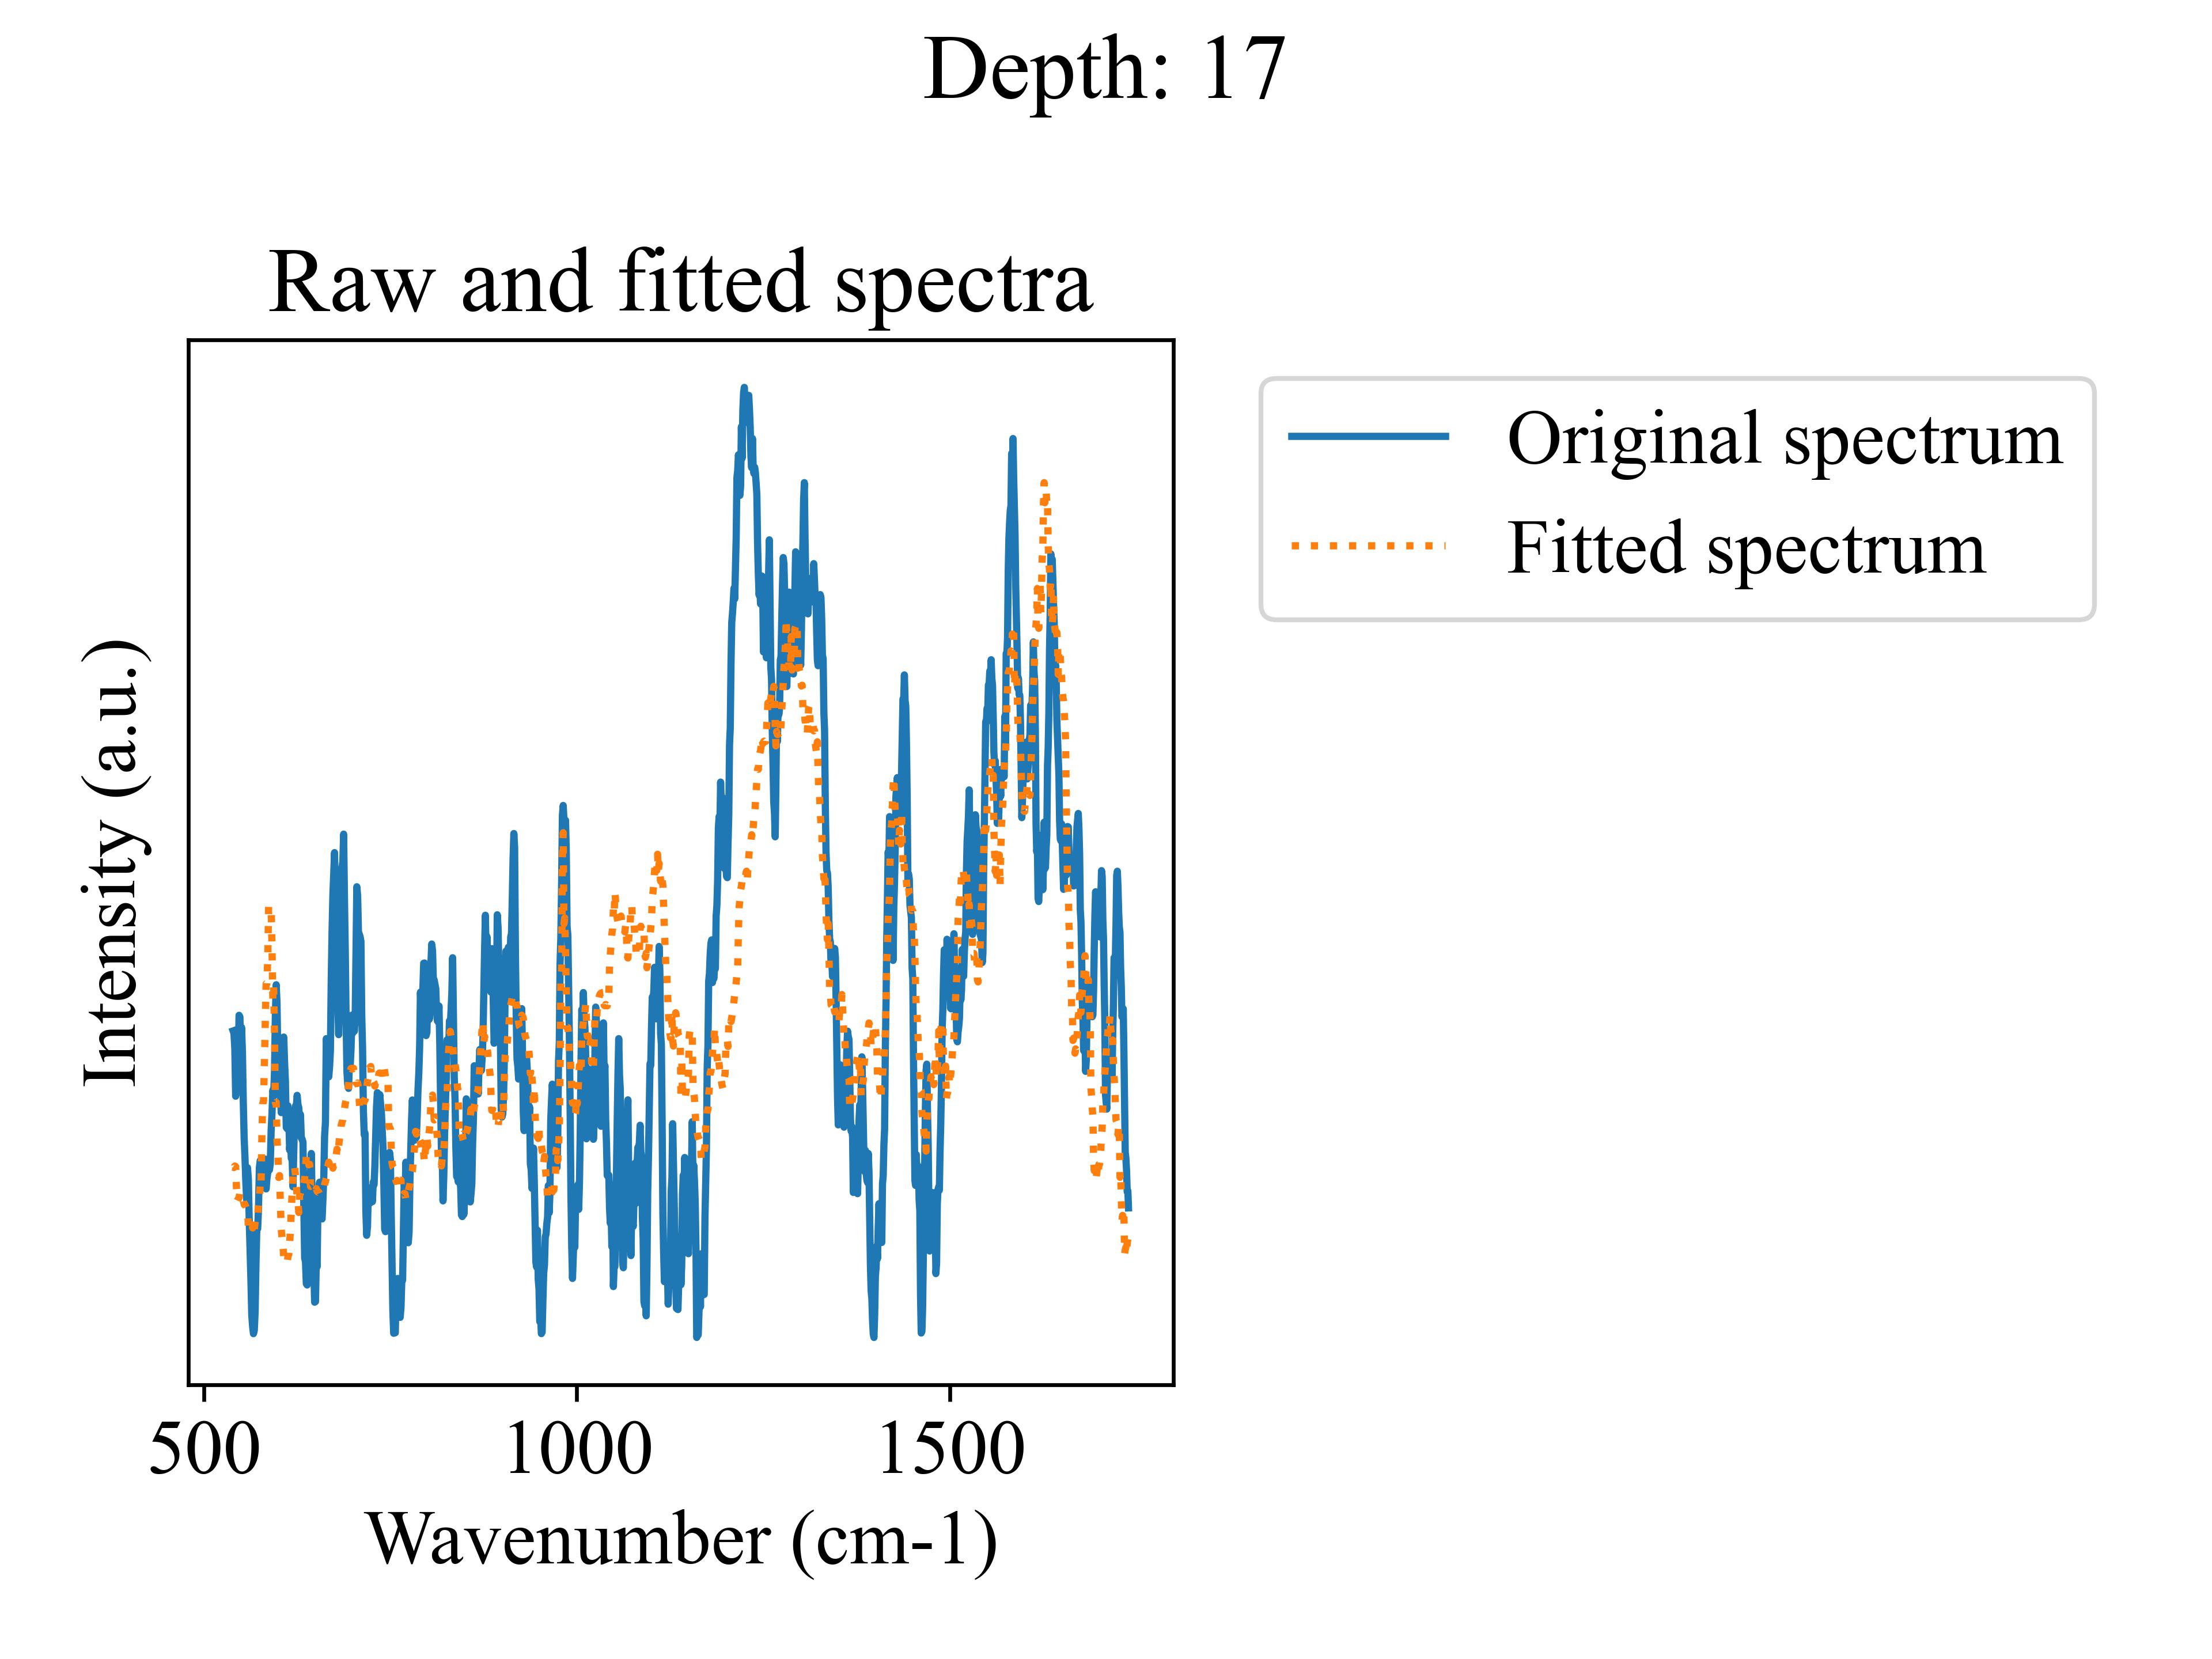 Depth: 17
Raw and fitted spectra
Original spectrum
Fitted spectrum
Intensity (a.u.)
500 1000 1500
Wavenumber (cm-1)